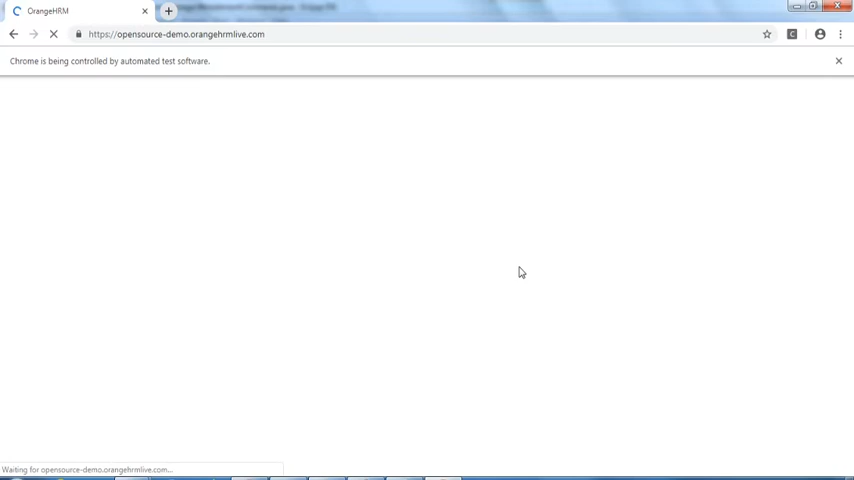 OrangeHRM
https://opensource-demo.orangehrmlive.com
Chrome is being controlled by automated test software.
Waiting for opensource-demo.orangehrmlive.com...